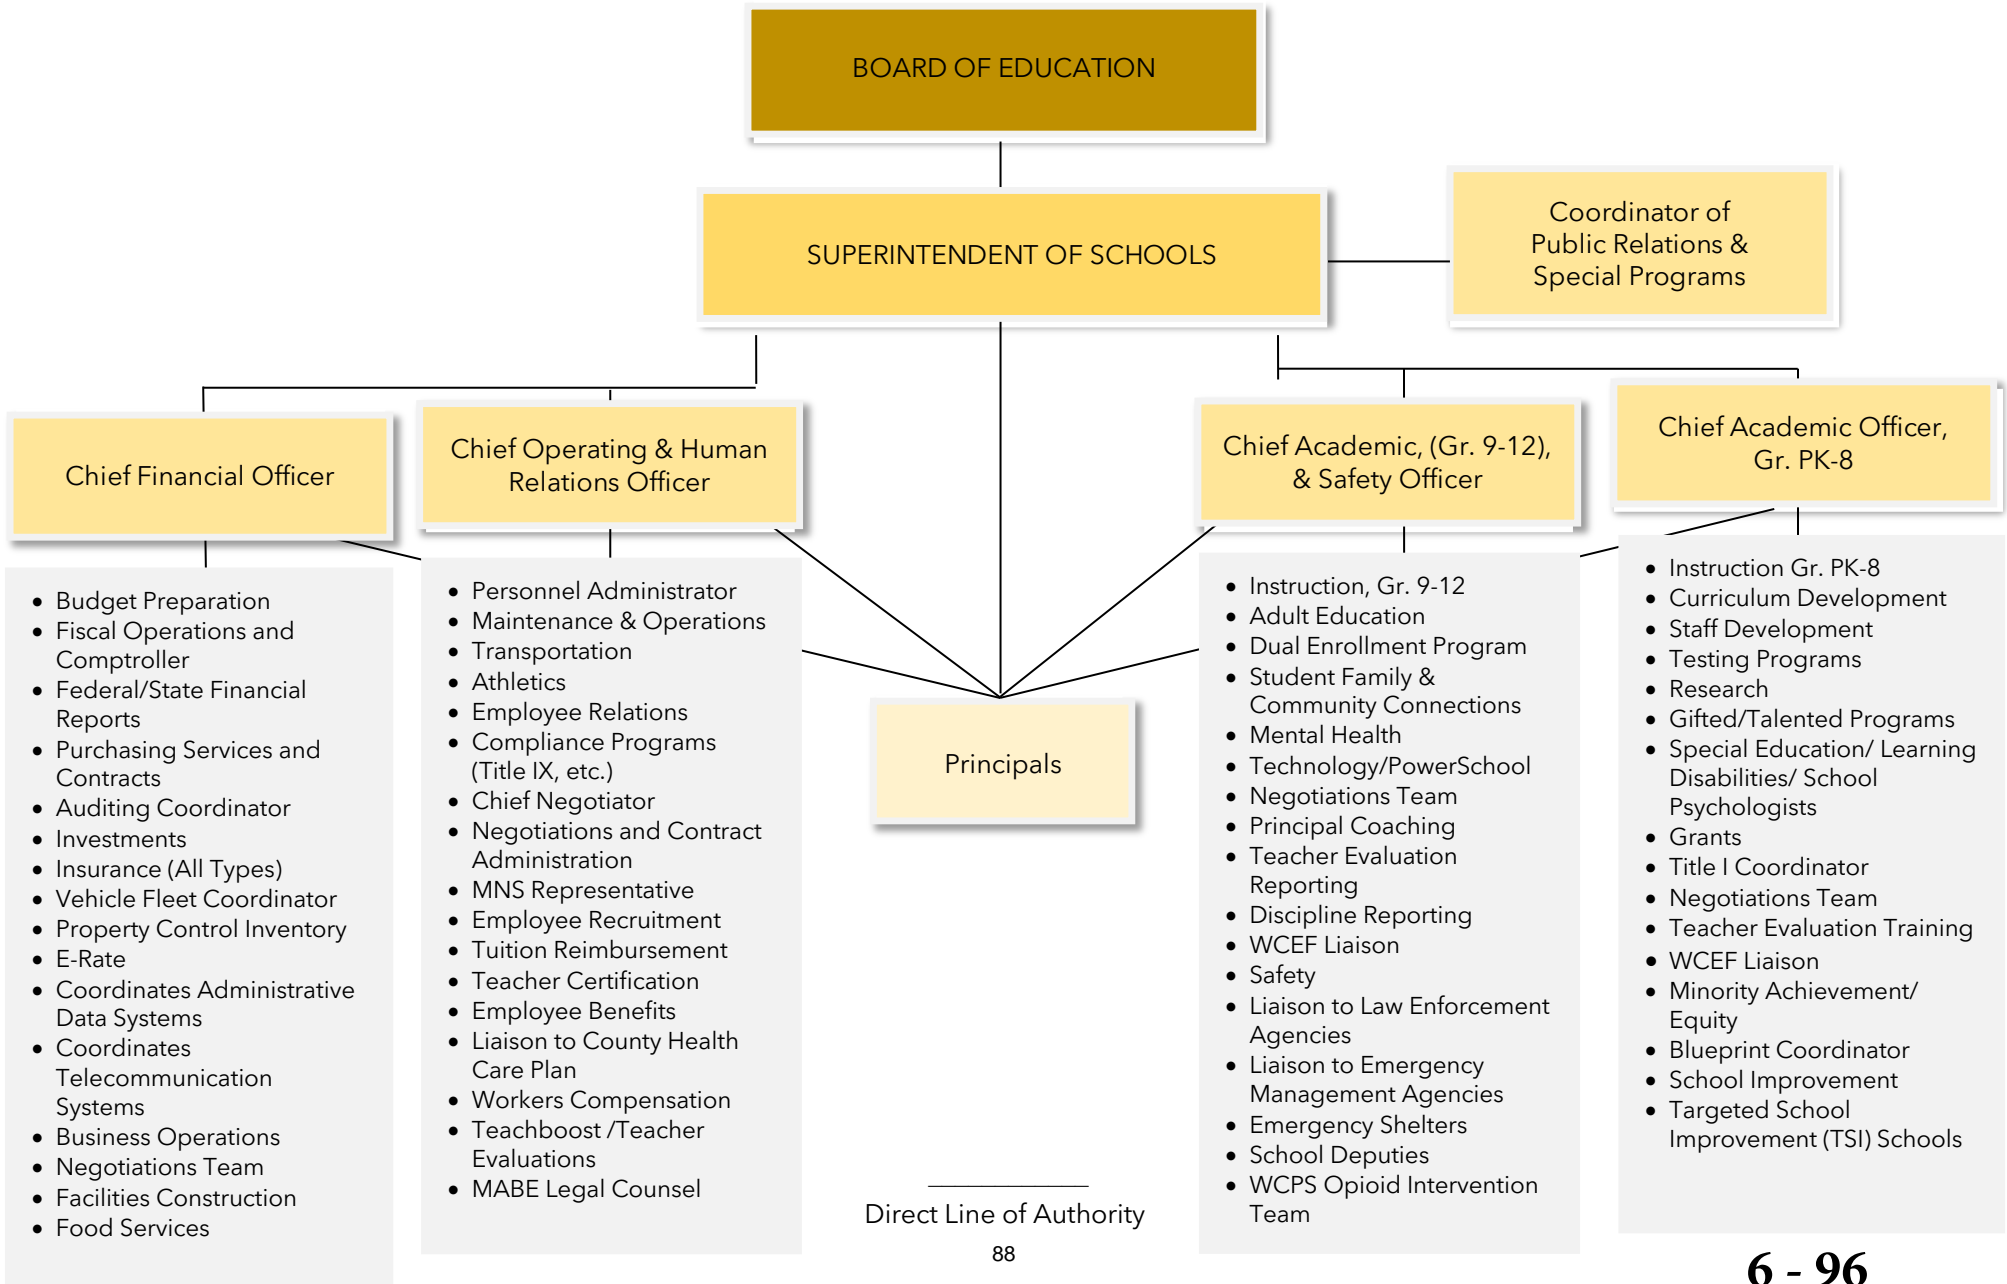 BOARD OF EDUCATION
SUPERINTENDENT OF SCHOOLS
Coordinator of
Public Relations &
Special Programs
Chief Financial Officer
Chief Operating & Human
Relations Officer
Chief Academic, (Gr. 9-12),
& Safety Officer
Chief Academic Officer,
Gr. PK-8
• Budget Preparation
• Fiscal Operations and
Comptroller
• Federal/State Financial
Reports
• Purchasing Services and
Contracts
• Auditing Coordinator
• Investments
• Insurance (All Types)
• Vehicle Fleet Coordinator
• Property Control Inventory
• E-Rate
• Coordinates Administrative
Data Systems
• Coordinates
Telecommunication
Systems
• Business Operations
• Negotiations Team
• Facilities Construction
• Food Services
• Personnel Administrator
• Maintenance & Operations
• Transportation
• Athletics
• Employee Relations
• Compliance Programs
(Title IX, etc.)
• Chief Negotiator
• Negotiations and Contract
Administration
• MNS Representative
• Employee Recruitment
• Tuition Reimbursement
• Teacher Certification
• Employee Benefits
• Liaison to County Health
Care Plan
• Workers Compensation
• Teachboost /Teacher
Evaluations
• MABE Legal Counsel
Principals
• Instruction, Gr. 9-12
• Adult Education
• Dual Enrollment Program
• Student Family &
Community Connections
• Mental Health
• Technology/PowerSchool
• Negotiations Team
• Principal Coaching
• Teacher Evaluation
Reporting
• Discipline Reporting
• WCEF Liaison
• Safety
• Liaison to Law Enforcement
Agencies
• Liaison to Emergency
Management Agencies
• Emergency Shelters
• School Deputies
• WCPS Opioid Intervention
Team
• Instruction Gr. PK-8
• Curriculum Development
• Staff Development
• Testing Programs
• Research
• Gifted/Talented Programs
• Special Education/ Learning
Disabilities/ School
Psychologists
• Grants
• Title I Coordinator
• Negotiations Team
• Teacher Evaluation Training
• WCEF Liaison
• Minority Achievement/
Equity
• Blueprint Coordinator
• School Improvement
• Targeted School
Improvement (TSI) Schools
Direct Line of Authority
88
6 - 96